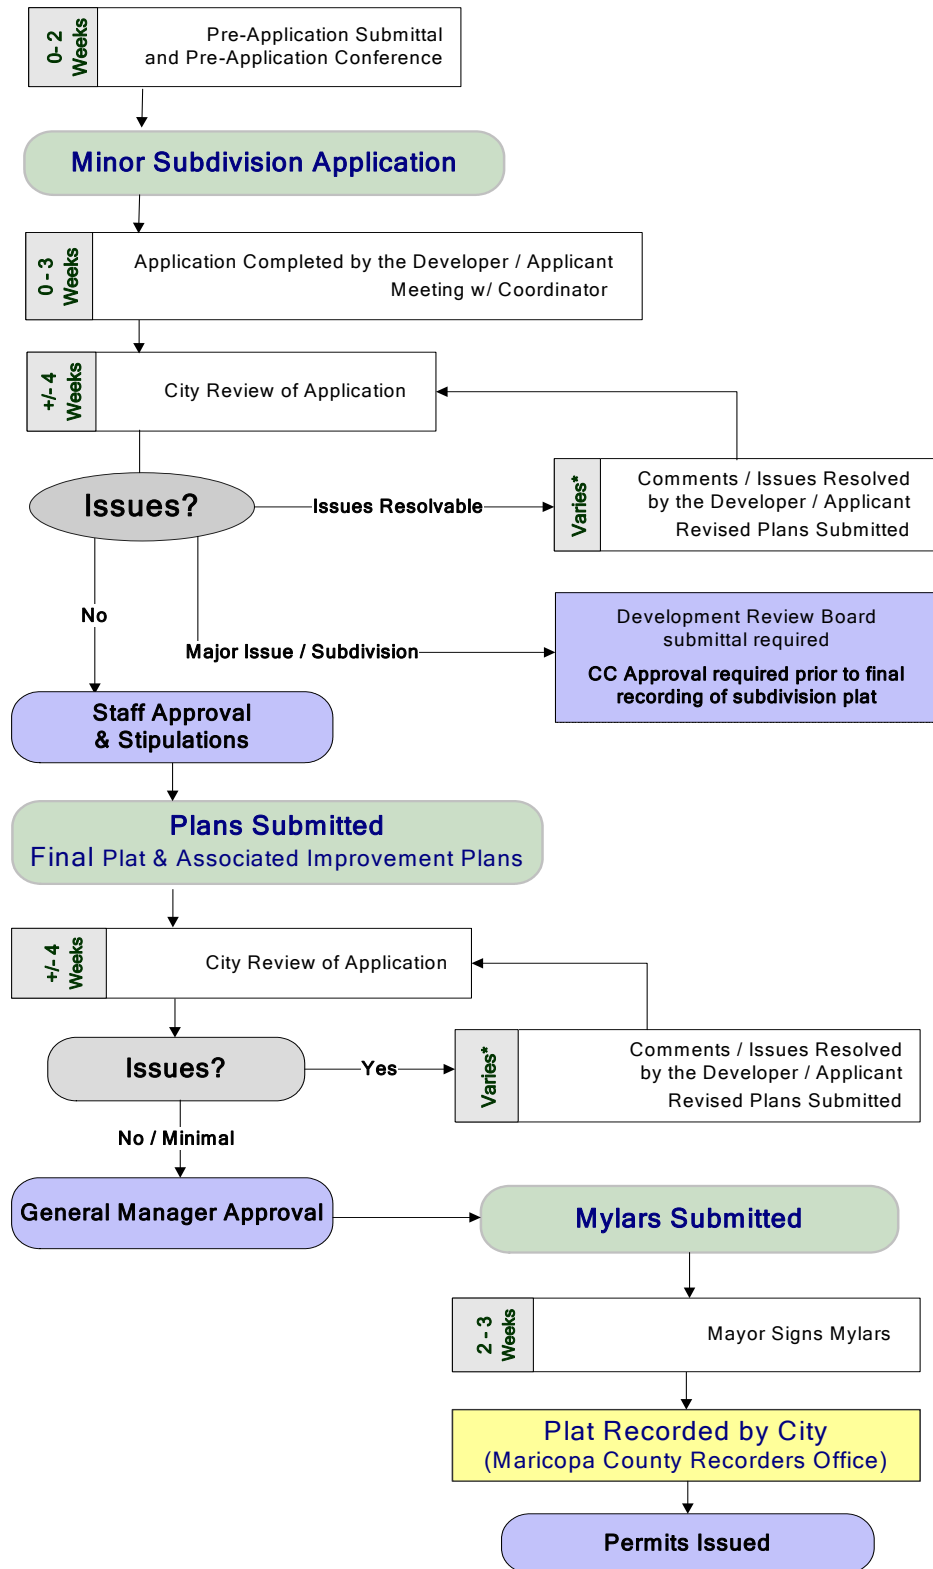 0- 2
Weeks
Pre-Application Submittal
and Pre-Application Conference
Minor Subdivision Application
0 - 3
Weeks
Application Completed by the Developer / Applicant
Meeting w/ Coordinator
+/- 4
Weeks
City Review of Application
Issues?
Issues Resolvable
Varies*
Comments / Issues Resolved
by the Developer / Applicant
Revised Plans Submitted
No
Major Issue / Subdivision
Development Review Board
submittal required
CC Approval required prior to final
recording of subdivision plat
Staff Approval
& Stipulations
Plans Submitted
Final Plat & Associated Improvement Plans
+/- 4
Weeks
City Review of Application
Issues?
Yes
Varies*
Comments / Issues Resolved
by the Developer / Applicant
Revised Plans Submitted
No / Minimal
General Manager Approval
Mylars Submitted
2 - 3
Weeks
Mayor Signs Mylars
Plat Recorded by City
(Maricopa County Recorders Office)
Permits Issued